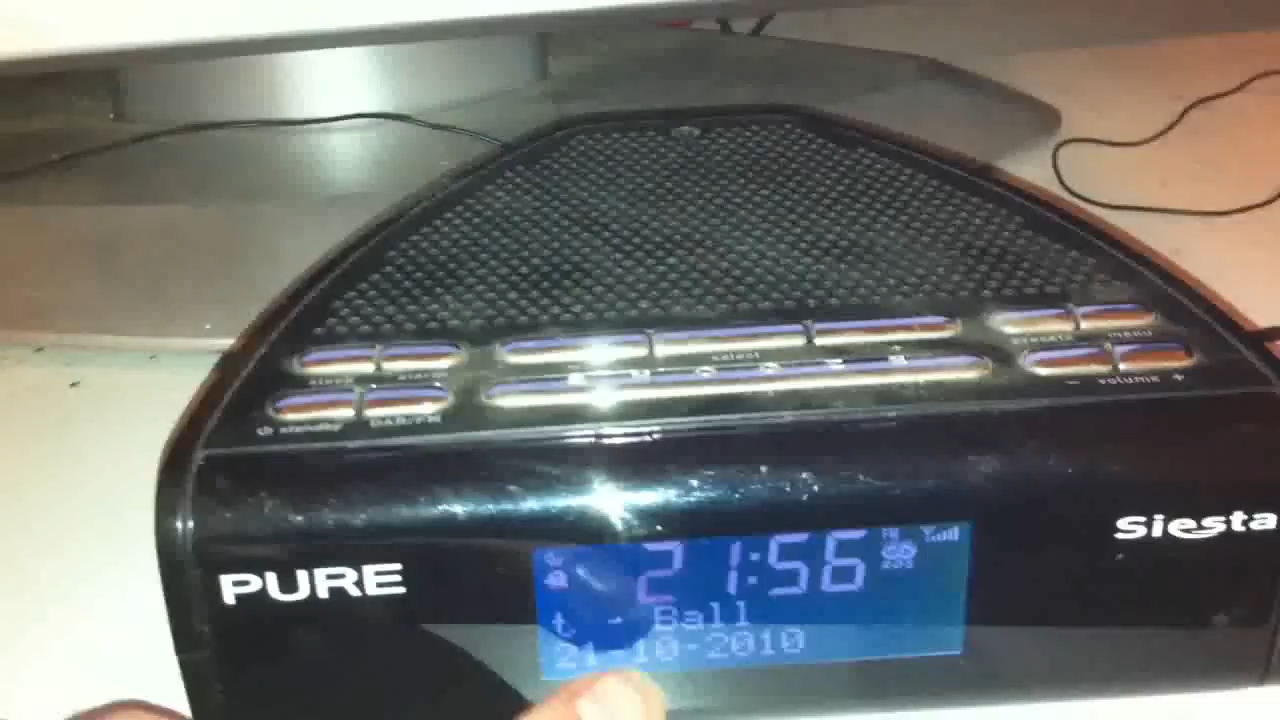 select
presets menu
sleep alarm
- volume +
standby DAB/FM
PURE
Siesta
21:56
t - Ball
21-10-2010